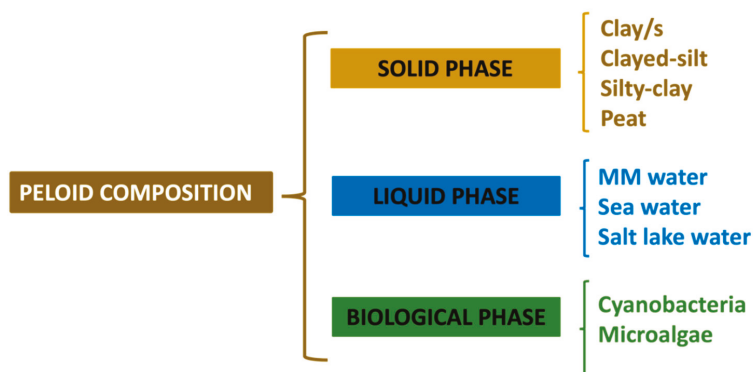 PELOID COMPOSITION
SOLID PHASE
Clay/s
Clayed-silt
Silty-clay
Peat
LIQUID PHASE
MM water
Sea water
Salt lake water
BIOLOGICAL PHASE
Cyanobacteria
Microalgae